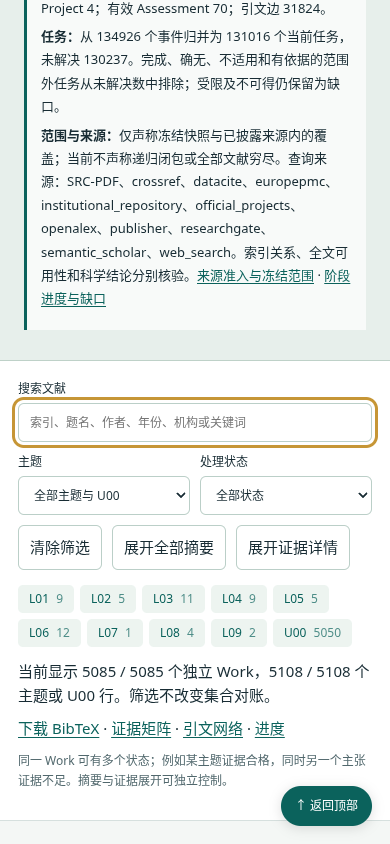 Project 4；有效 Assessment 70；引文边 31824。
任务：从 134926 个事件归并为 131016 个当前任务，
未解决 130237。完成、确无、不适用和有依据的范围
外任务从未解决数中排除；受限及不可得仍保留为缺
口。
范围与来源：仅声称冻结快照与已披露来源内的覆
盖；当前不声称递归闭包或全部文献穷尽。查询来
源：SRC-PDF、crossref、datacite、europepmc、
institutional_repository、official_projects、
openalex、publisher、researchgate、
semantic_scholar、web_search。索引关系、全文可
用性和科学结论分别核验。来源准入与冻结范围 · 阶段
进度与缺口
搜索文献
索引、题名、作者、年份、机构或关键词
主题 处理状态
全部主题与 U00 全部状态
清除筛选 展开全部摘要 展开证据详情
L01 9 L02 5 L03 11 L04 9 L05 5
L06 12 L07 1 L08 4 L09 2 U00 5050
当前显示 5085 / 5085 个独立 Work，5108 / 5108 个
主题或 U00 行。筛选不改变集合对账。
下载 BibTeX · 证据矩阵 · 引文网络 · 进度
同一 Work 可有多个状态；例如某主题证据合格，同时另一个主张
证据不足。摘要与证据展开可独立控制。
↑ 返回顶部